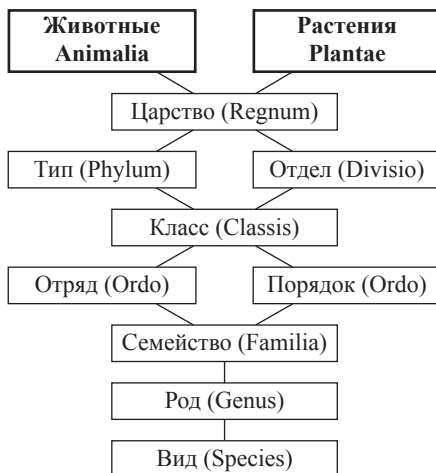 Животные
Animalia
Растения
Plantae
Царство (Regnum)
Тип (Phylum)
Отдел (Divisio)
Класс (Classis)
Отряд (Ordo)
Порядок (Ordo)
Семейство (Familia)
Род (Genus)
Вид (Species)